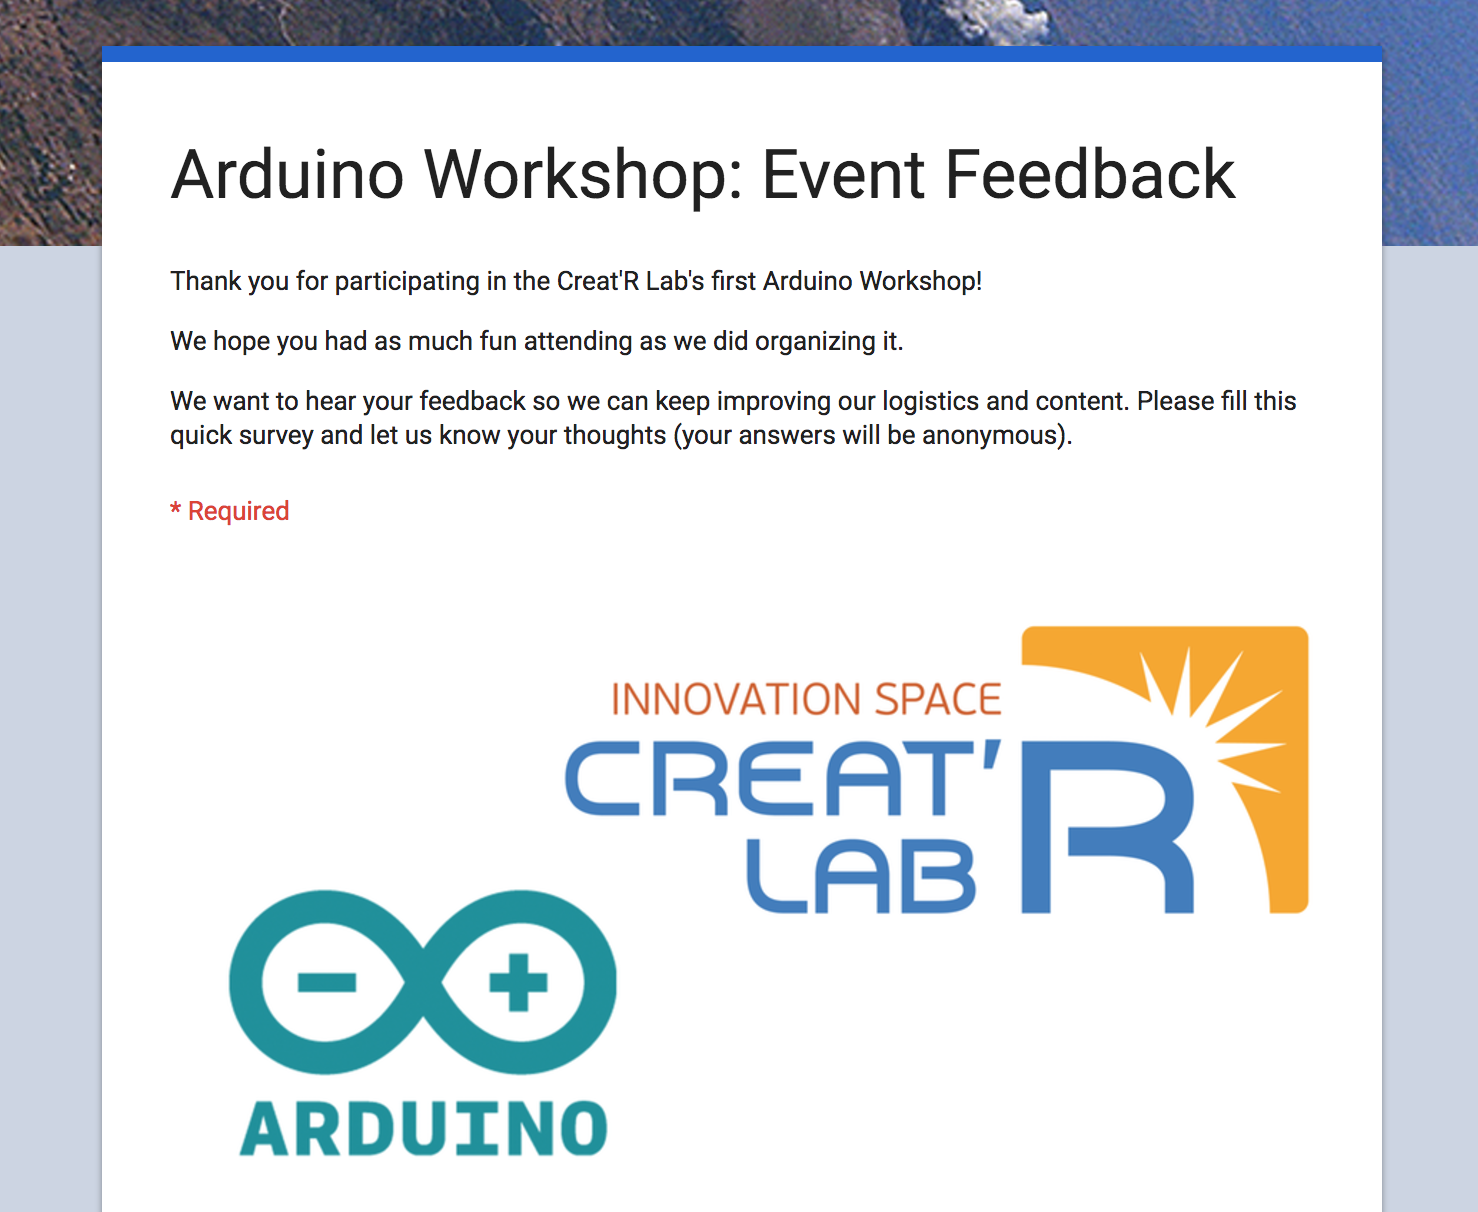 Arduino Workshop: Event Feedback
Thank you for participating in the Creat'R Lab's first Arduino Workshop!
We hope you had as much fun attending as we did organizing it.
We want to hear your feedback so we can keep improving our logistics and content. Please fill this
quick survey and let us know your thoughts (your answers will be anonymous).
* Required
INNOVATION SPACE
CREAT'R
LAB
ARDUINO